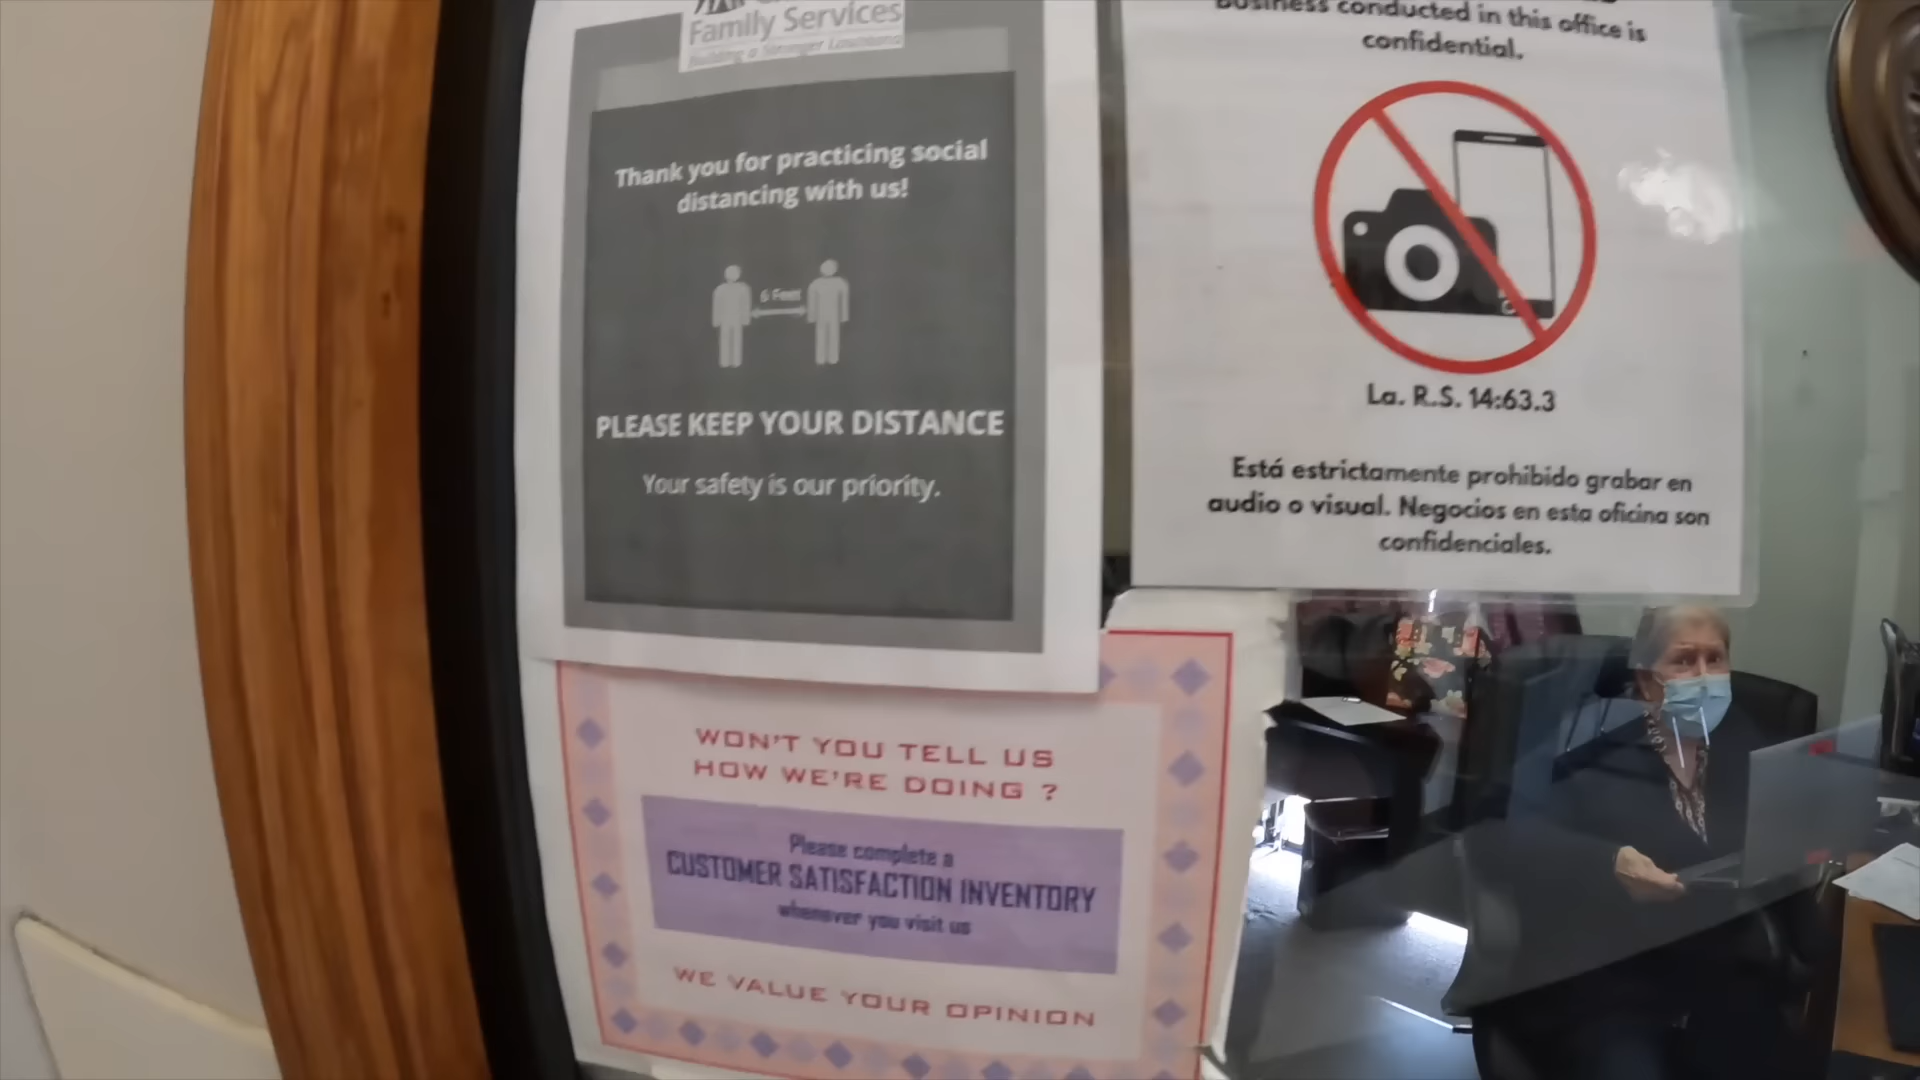 Family Services
Building a Stronger Louisiana
Thank you for practicing social
distancing with us!
6 Feet
PLEASE KEEP YOUR DISTANCE
Your safety is our priority.
Business conducted in this office is
confidential.
La. R.S. 14:63.3
Está estrictamente prohibido grabar en
audio o visual. Negocios en esta oficina son
confidenciales.
WON'T YOU TELL US
HOW WE'RE DOING ?
Please complete a
CUSTOMER SATISFACTION INVENTORY
whenever you visit us
WE VALUE YOUR OPINION